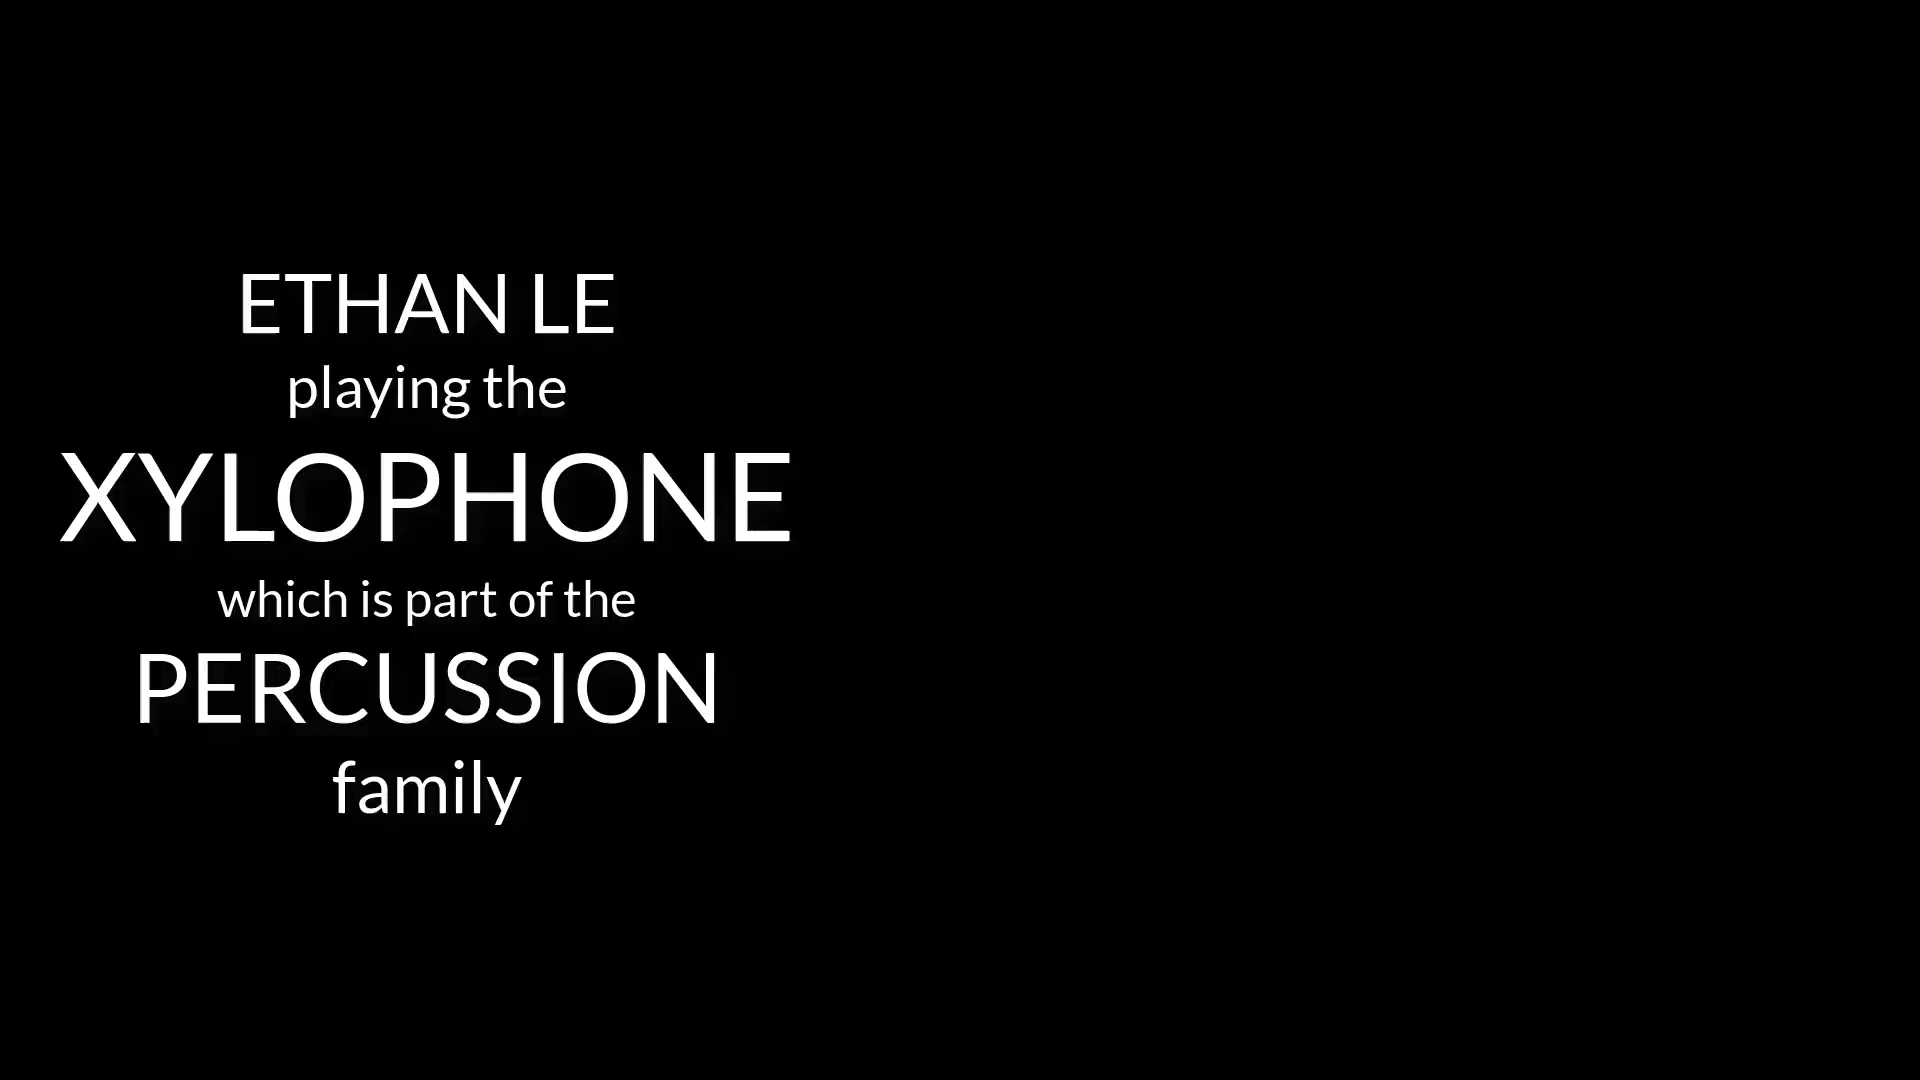 ETHAN LE
playing the
XYLOPHONE
which is part of the
PERCUSSION
family